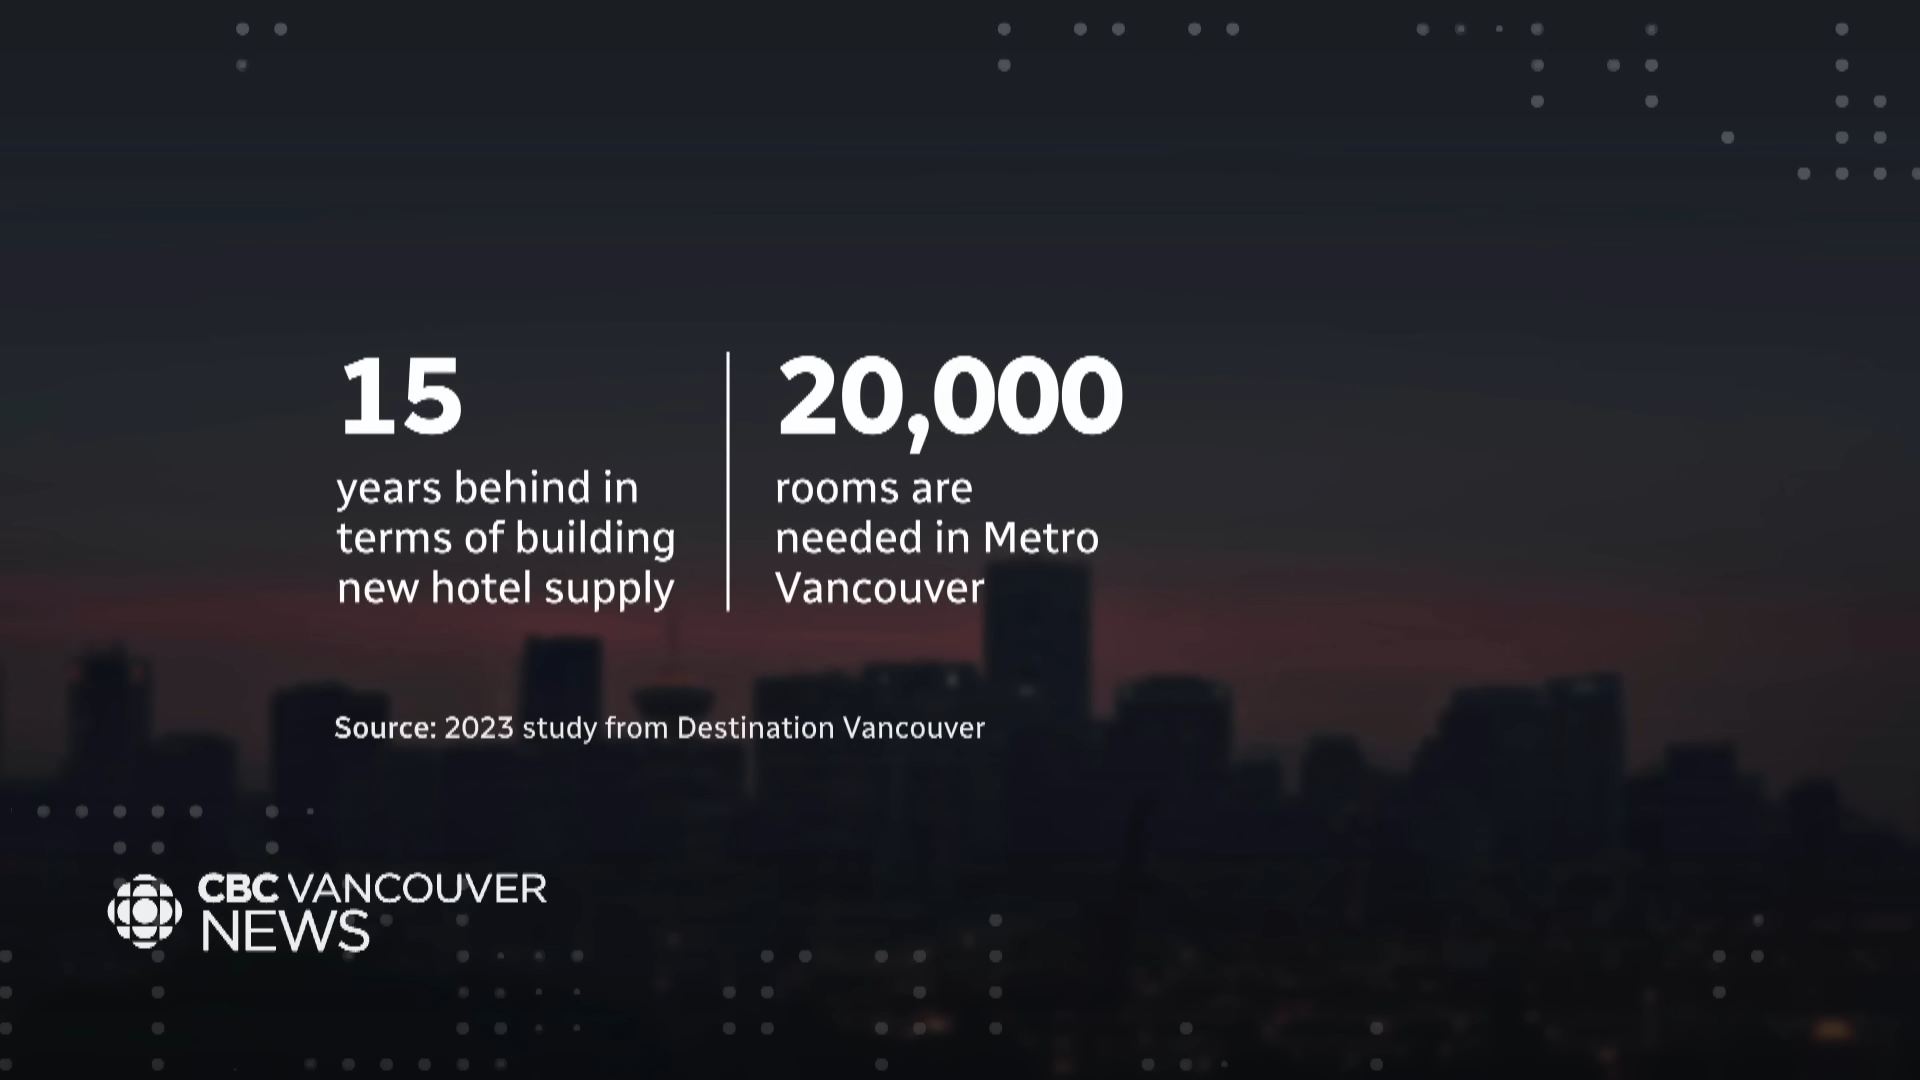 15
years behind in
terms of building
new hotel supply
20,000
rooms are
needed in Metro
Vancouver
Source: 2023 study from Destination Vancouver
CBC VANCOUVER
NEWS